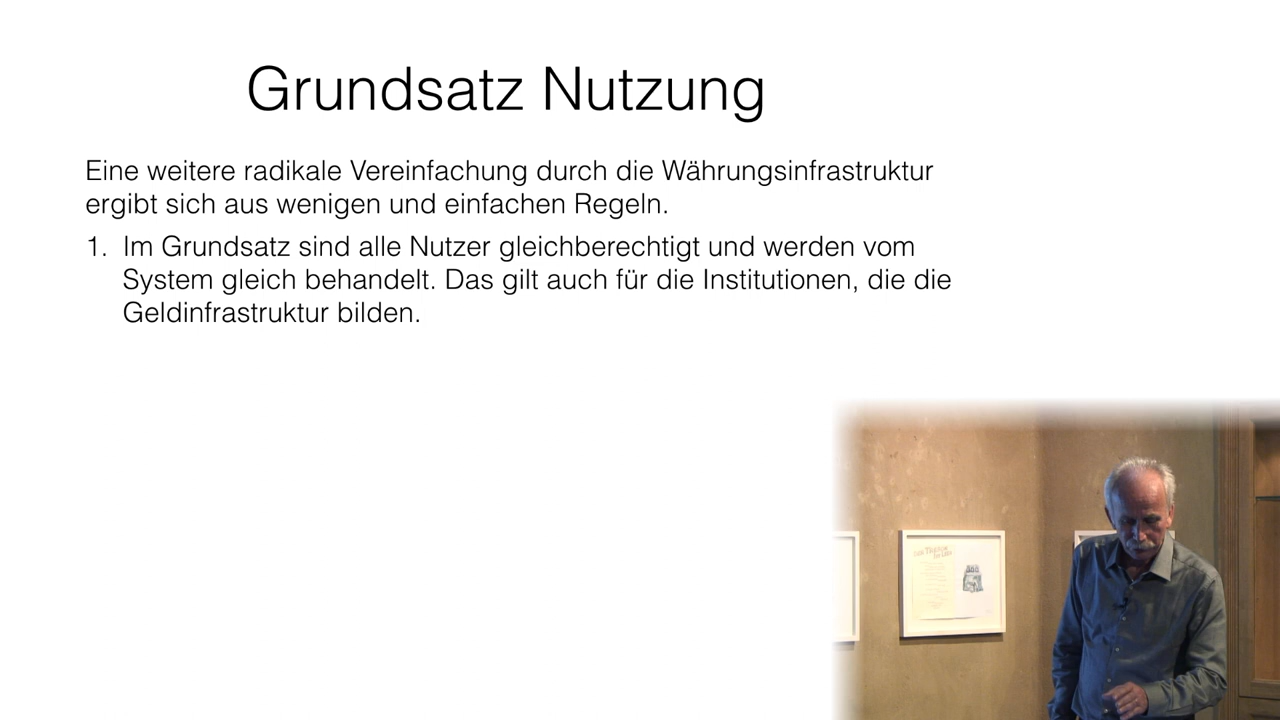 Grundsatz Nutzung
Eine weitere radikale Vereinfachung durch die Währungsinfrastruktur
ergibt sich aus wenigen und einfachen Regeln.
1. Im Grundsatz sind alle Nutzer gleichberechtigt und werden vom
System gleich behandelt. Das gilt auch für die Institutionen, die die
Geldinfrastruktur bilden.